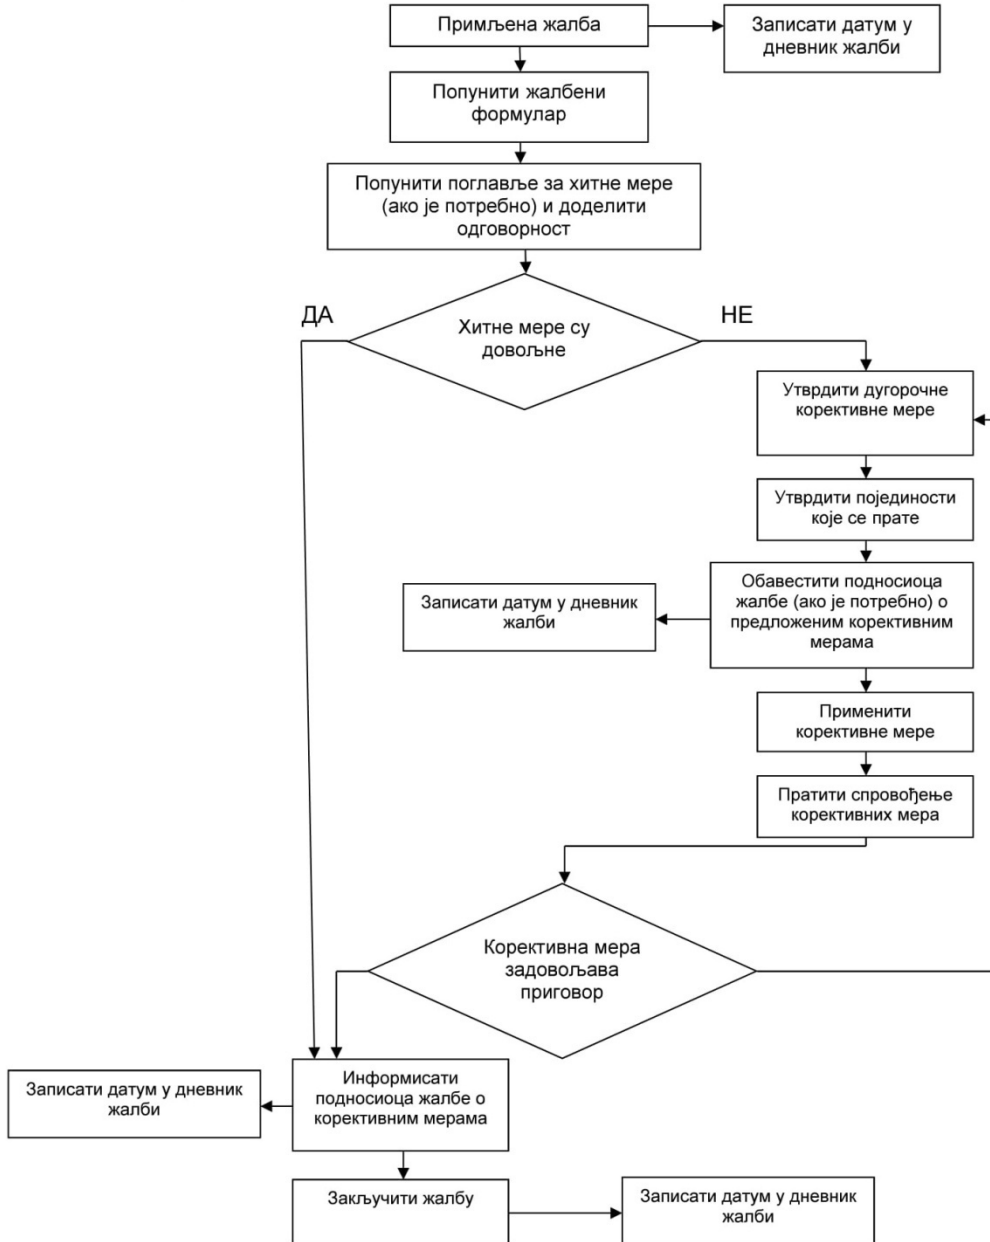 Примљена жалба
Записати датум у
дневник жалби
Попунити жалбени
формулар
Попунити поглавље за хитне мере
(ако је потребно) и доделити
одговорност
ДА
НЕ
Хитне мере су
довољне
Утврдити дугорочне
корективне мере
Утврдити појединости
које се прате
Обавестити подносиоца
жалбе (ако је потребно) о
предложеним корективним
мерама
Записати датум у дневник
жалби
Применити
корективне мере
Пратити спровођење
корективних мера
Корективна мера
задовољава
приговор
Информисати
подносиоца жалбе о
корективним мерама
Записати датум у дневник
жалби
Закључити жалбу
Записати датум у дневник
жалби